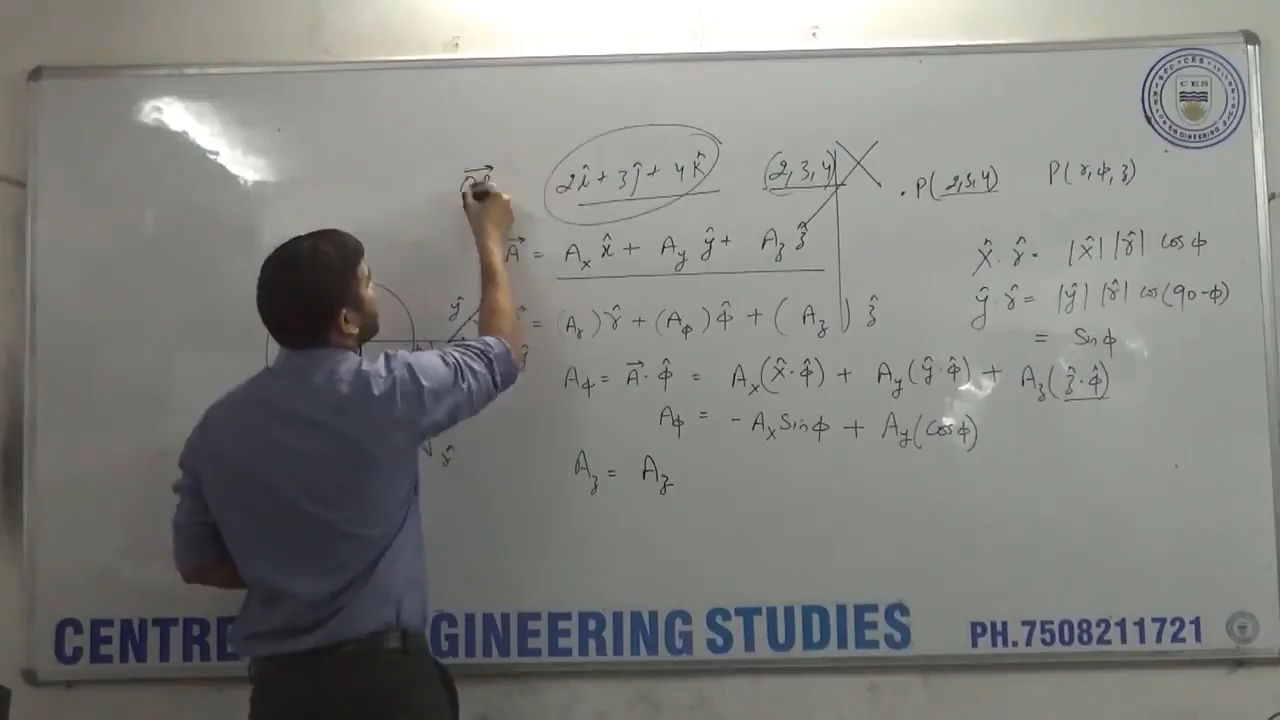 2î + 3ĵ + 4k̂ (2,3,4) . P(2,3,4) P(r,ϕ,z)
A⃗ = Aₓ x̂ + A_y ŷ + A_z ẑ
x̂ . r̂ = |x̂| |r̂| cos ϕ
ŷ . r̂ = |ŷ| |r̂| cos(90-ϕ)
= Sin ϕ
= (A_r) r̂ + (A_ϕ) ϕ̂ + (A_z) ẑ
ŷ
A_ϕ = A⃗ . ϕ̂ = Aₓ(x̂ . ϕ̂) + A_y(ŷ . ϕ̂) + A_z(ẑ . ϕ̂)
A_ϕ = - Aₓ Sin ϕ + A_y(cos ϕ)
A_z = A_z
CES
CENTRE GINEERING STUDIES PH.7508211721